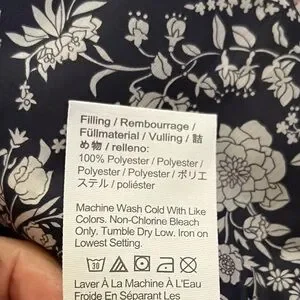 Filling / Rembourrage /
Füllmaterial / Vulling / 詰
め物 / relleno:
100% Polyester / Polyester /
Polyester / Polyester / ポリエ
ステル / poliéster
Machine Wash Cold With Like
Colors. Non-Chlorine Bleach
Only. Tumble Dry Low. Iron on
Lowest Setting.
30
Laver À La Machine À L'EAU
Froide En Séparant Les